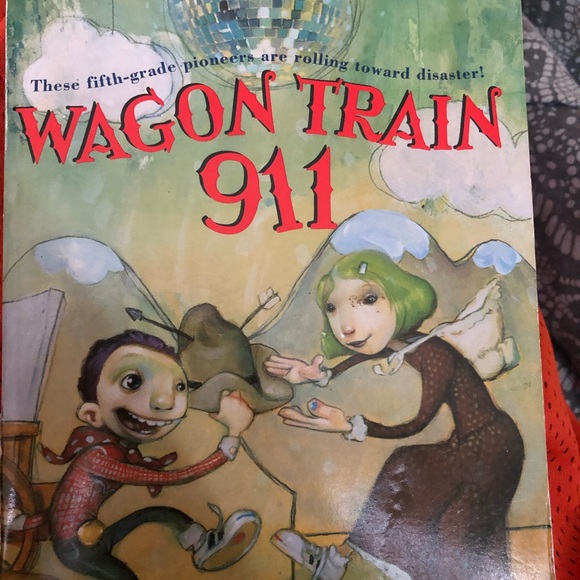 These fifth-grade pioneers are rolling toward disaster!
WAGON TRAIN
911